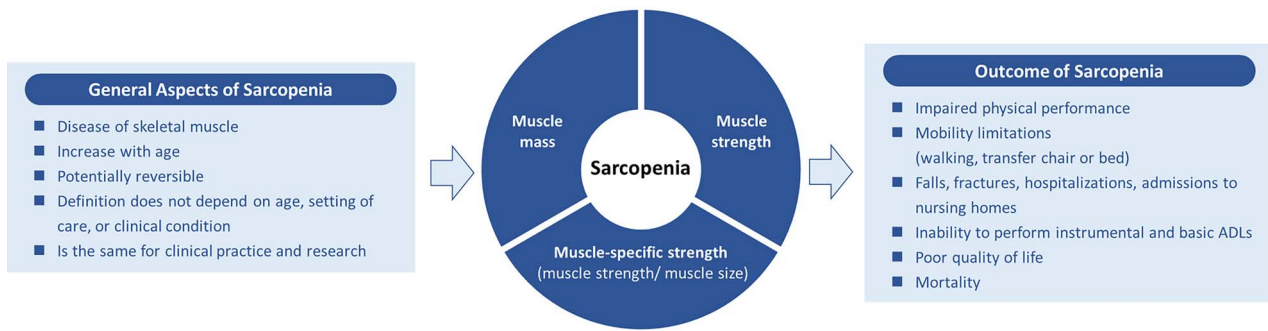 General Aspects of Sarcopenia
■ Disease of skeletal muscle
■ Increase with age
■ Potentially reversible
■ Definition does not depend on age, setting of
care, or clinical condition
■ Is the same for clinical practice and research
Muscle
mass
Muscle
strength
Sarcopenia
Muscle-specific strength
(muscle strength/ muscle size)
Outcome of Sarcopenia
■ Impaired physical performance
■ Mobility limitations
(walking, transfer chair or bed)
■ Falls, fractures, hospitalizations, admissions to
nursing homes
■ Inability to perform instrumental and basic ADLs
■ Poor quality of life
■ Mortality